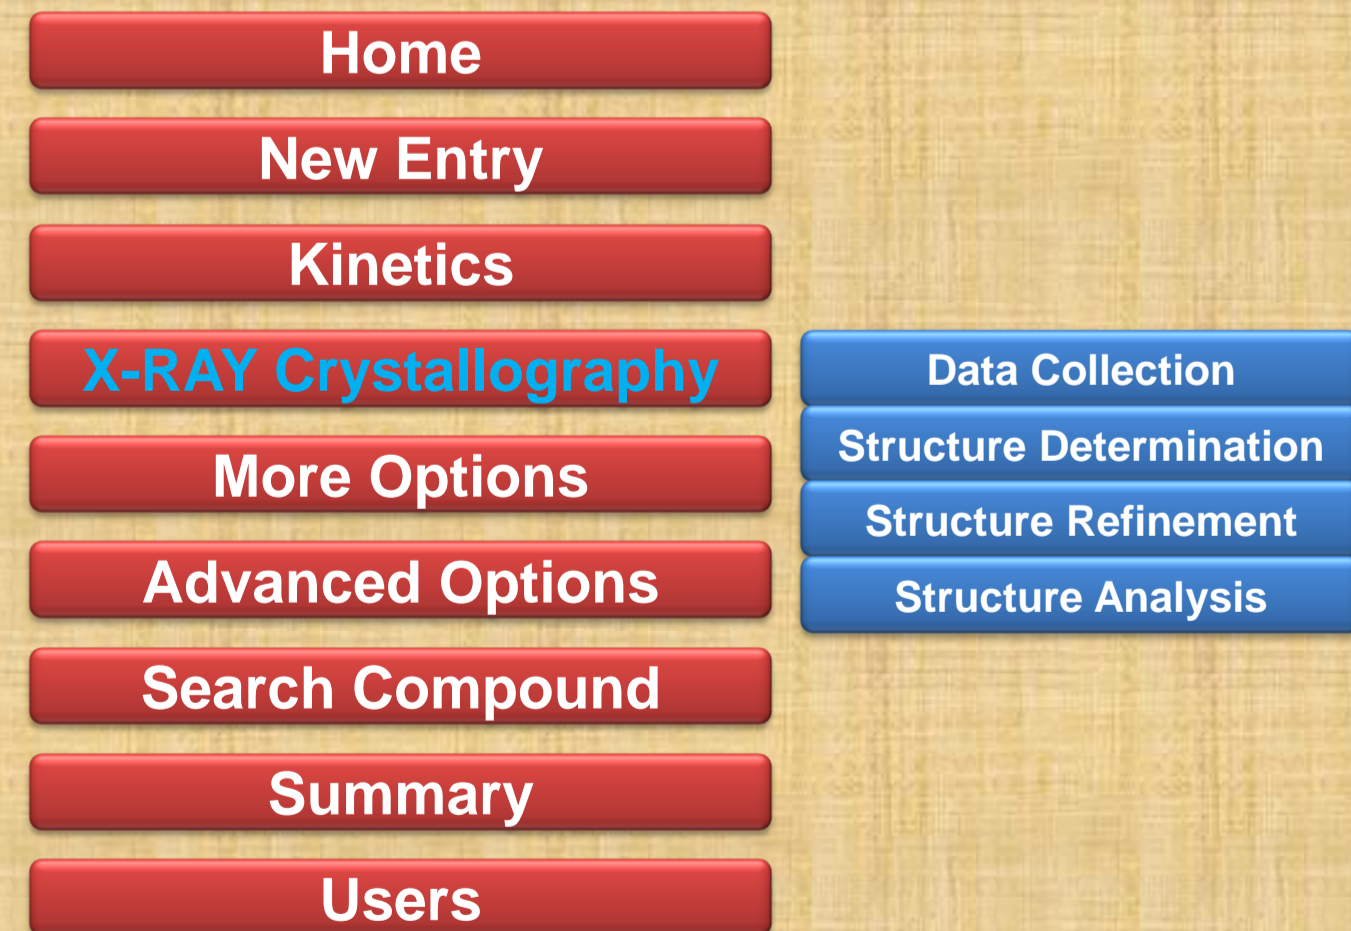 Home
New Entry
Kinetics
X-RAY Crystallography
Data Collection
Structure Determination
Structure Refinement
Structure Analysis
More Options
Advanced Options
Search Compound
Summary
Users